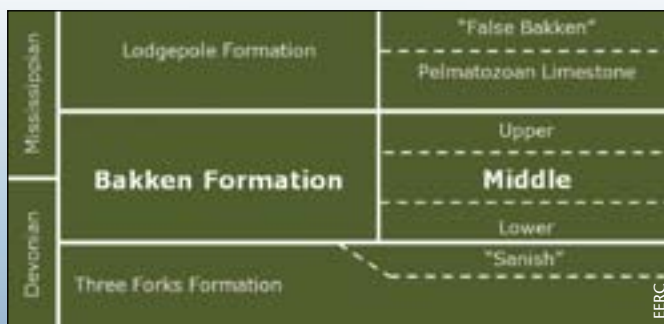 Mississippian
Devonian
Lodgepole Formation
"False Bakken"
Pelmatozoan Limestone
Bakken Formation
Upper
Middle
Lower
Three Forks Formation
"Sanish"
EERC